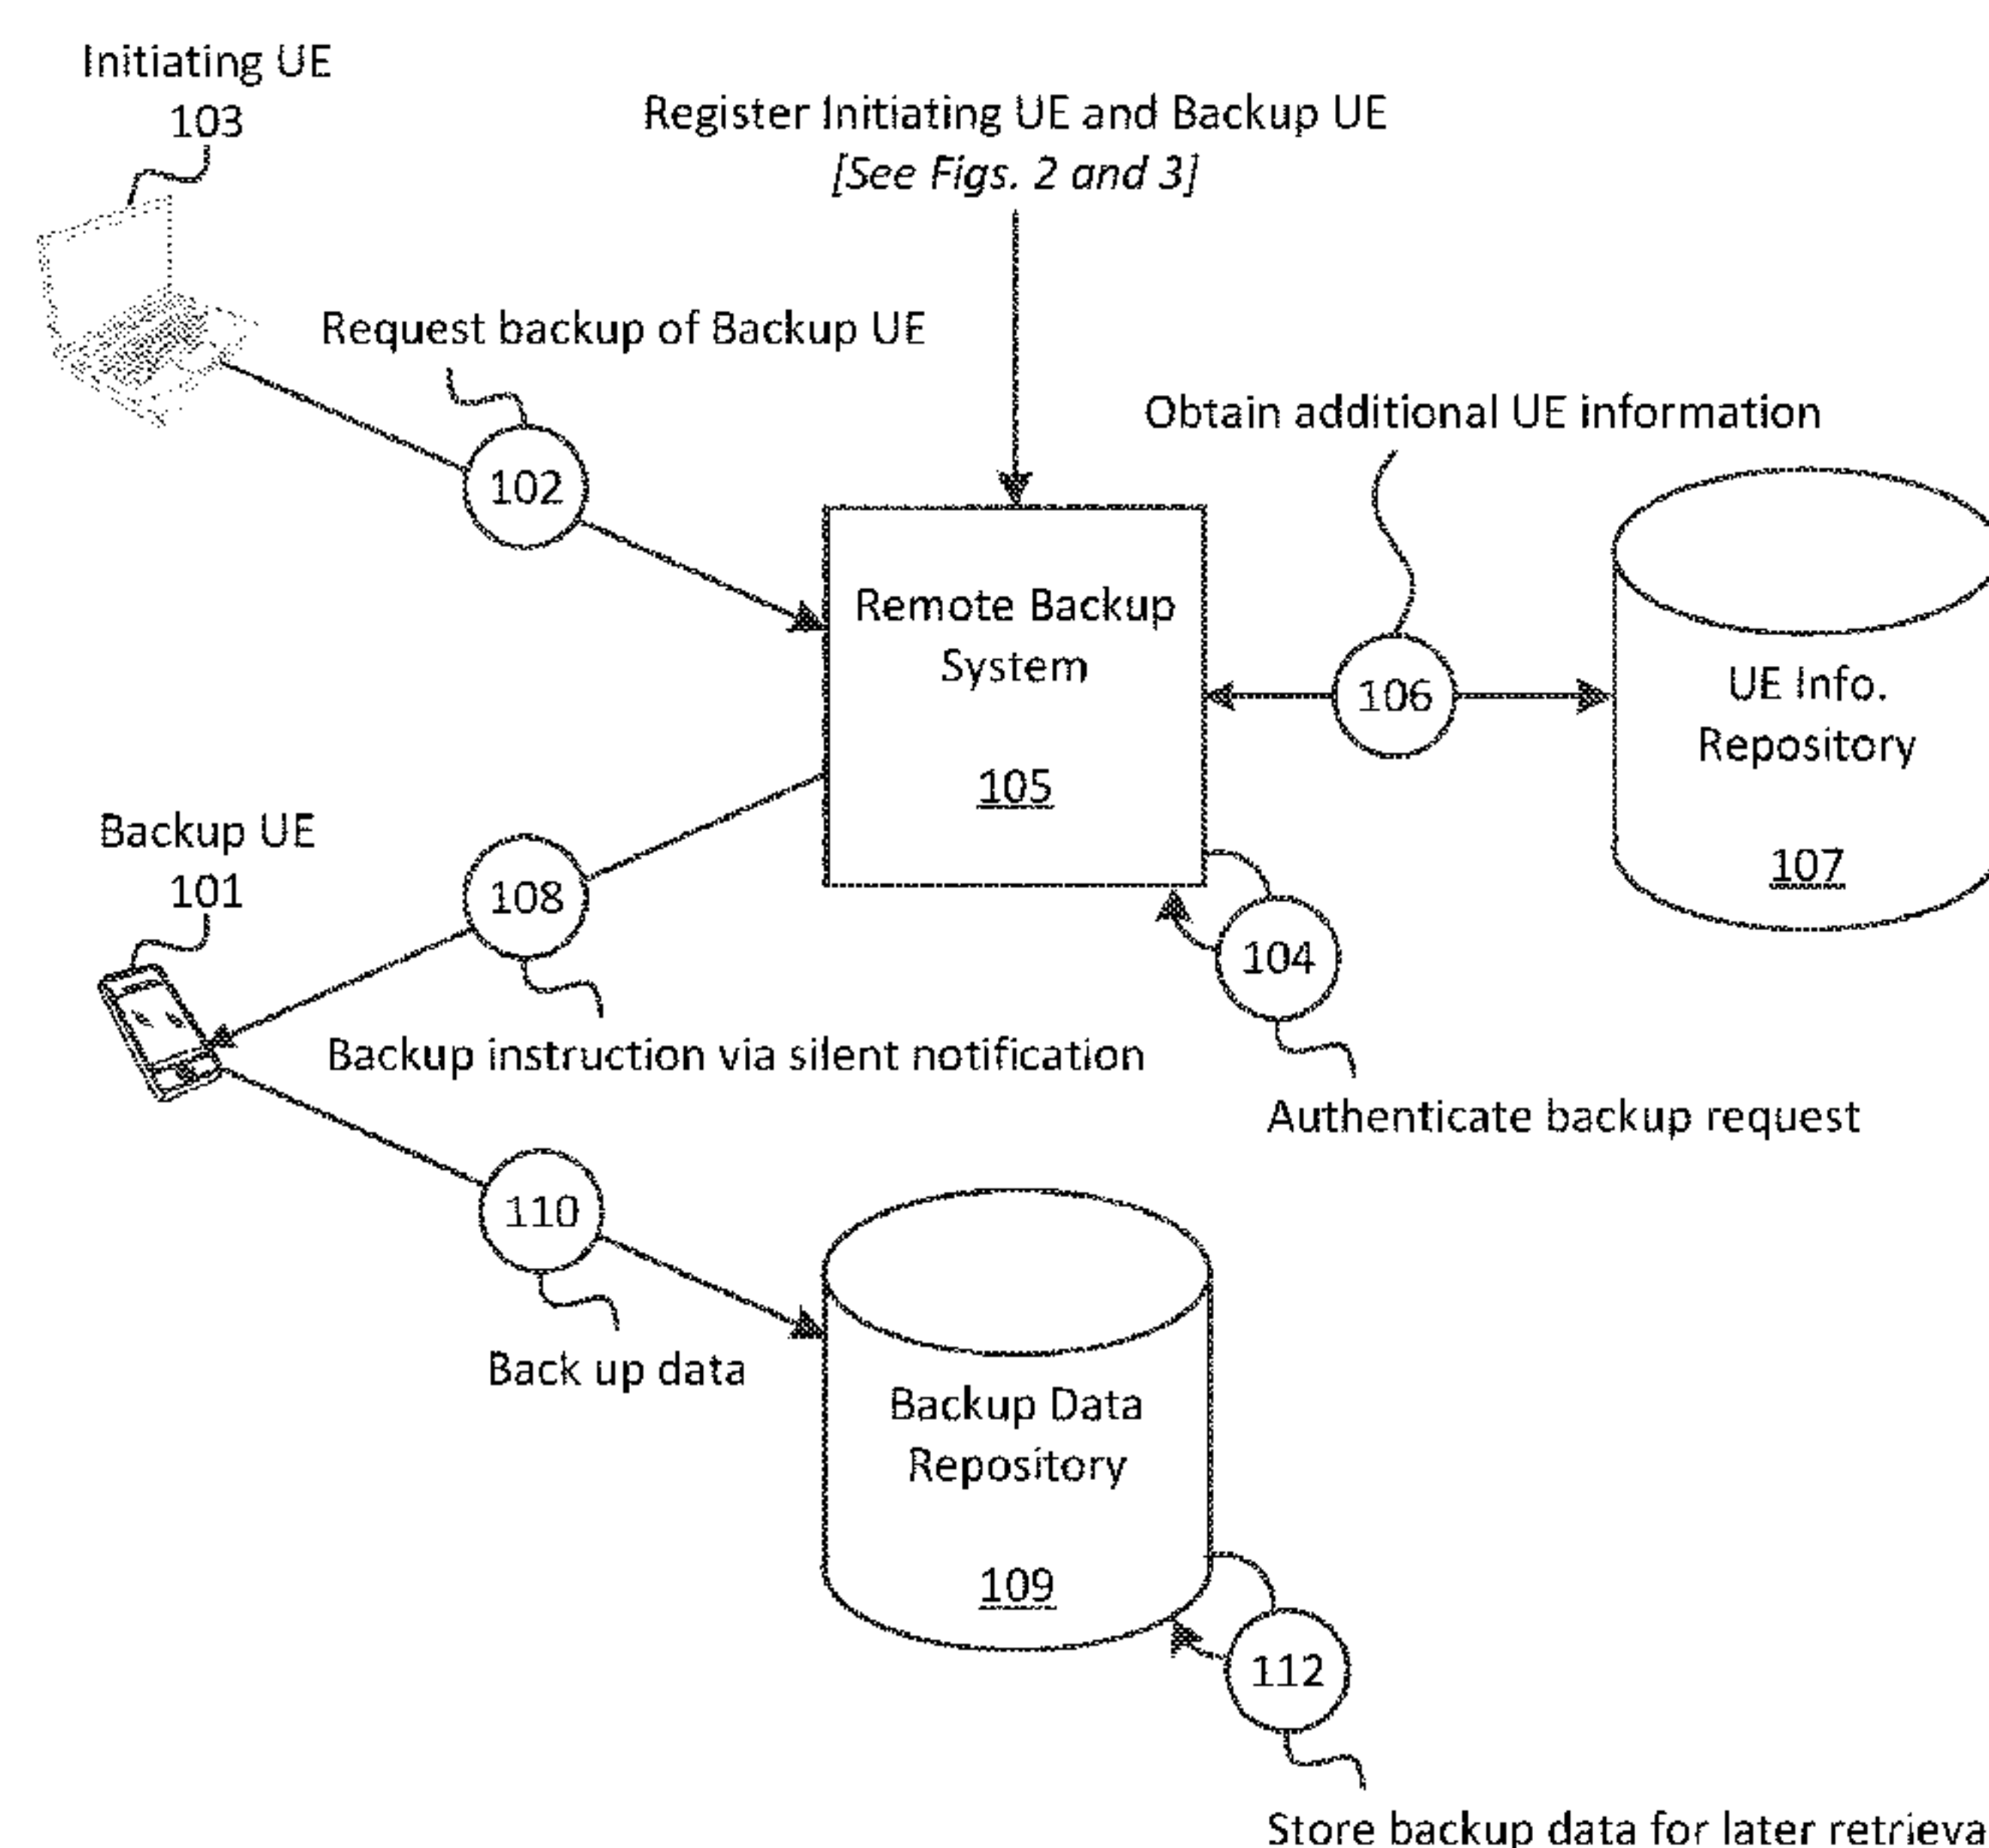 Initiating UE
103
Register Initiating UE and Backup UE
[See Figs. 2 and 3]
Request backup of Backup UE
102
Obtain additional UE information
Remote Backup
System
105
106
UE Info.
Repository
107
Backup UE
101
108
104
Backup instruction via silent notification
Authenticate backup request
110
Back up data
Backup Data
Repository
109
112
Store backup data for later retrieva